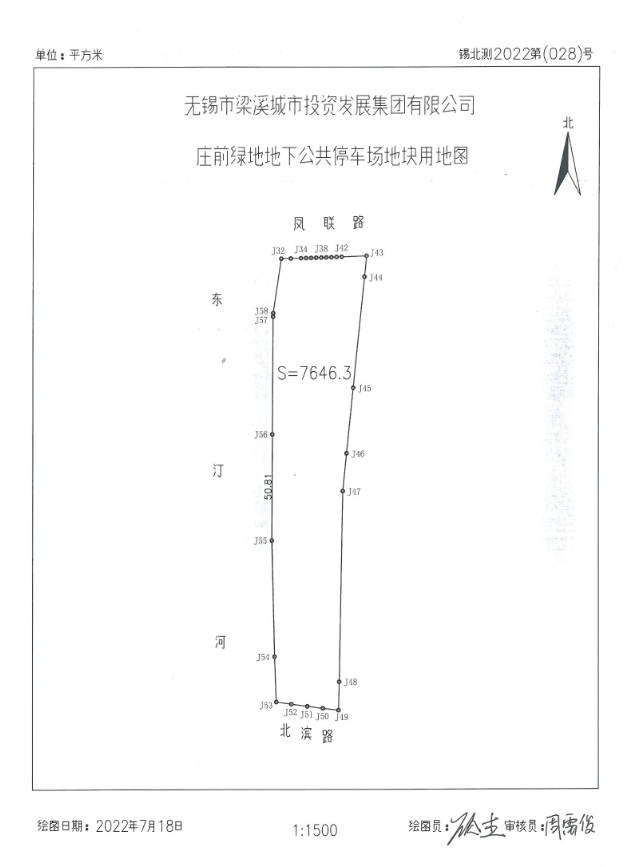 单位：平方米
锡北测2022第(028)号
无锡市梁溪城市投资发展集团有限公司
庄前绿地地下公共停车场地块用地图
北
凤联路
J32 J34 J38 J42 J43
J44
东
J58
J57
S=7646.3
J45
J56
J46
汀
50.81
J47
J55
河
J54
J48
J53
J52 J51 J50 J49
北滨路
绘图日期：2022年7月18日
1:1500
绘图员：
审核员：